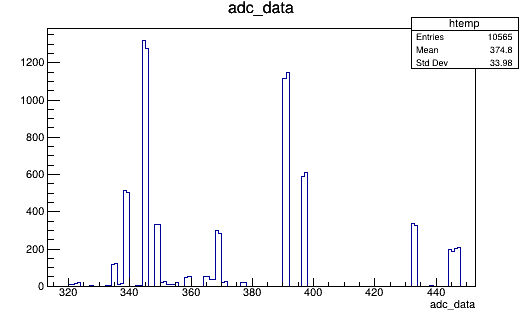 adc_data
htemp
Entries 10565
Mean 374.8
Std Dev 33.98
1200
1000
800
600
400
200
0
320 340 360 380 400 420 440
adc_data